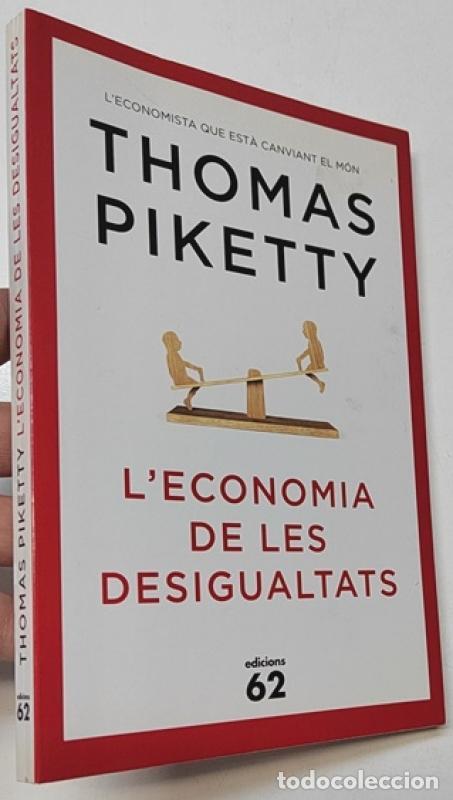 L'ECONOMISTA QUE ESTÀ CANVIANT EL MÓN
THOMAS
PIKETTY
L'ECONOMIA
DE LES
DESIGUALTATS
edicions
62
THOMAS PIKETTY L'ECONOMIA DE LES DESIGUALTATS
edicions
62
todocoleccion